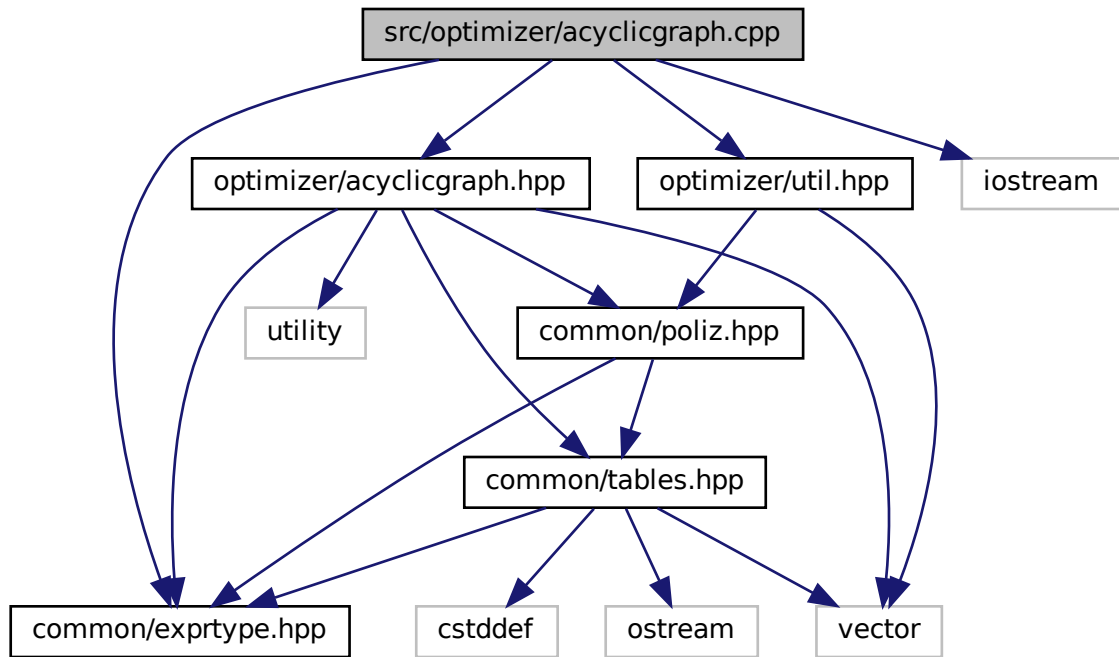 src/optimizer/acyclicgraph.cpp
optimizer/acyclicgraph.hpp
optimizer/util.hpp
iostream
utility
common/poliz.hpp
common/tables.hpp
common/exprtype.hpp
cstddef
ostream
vector